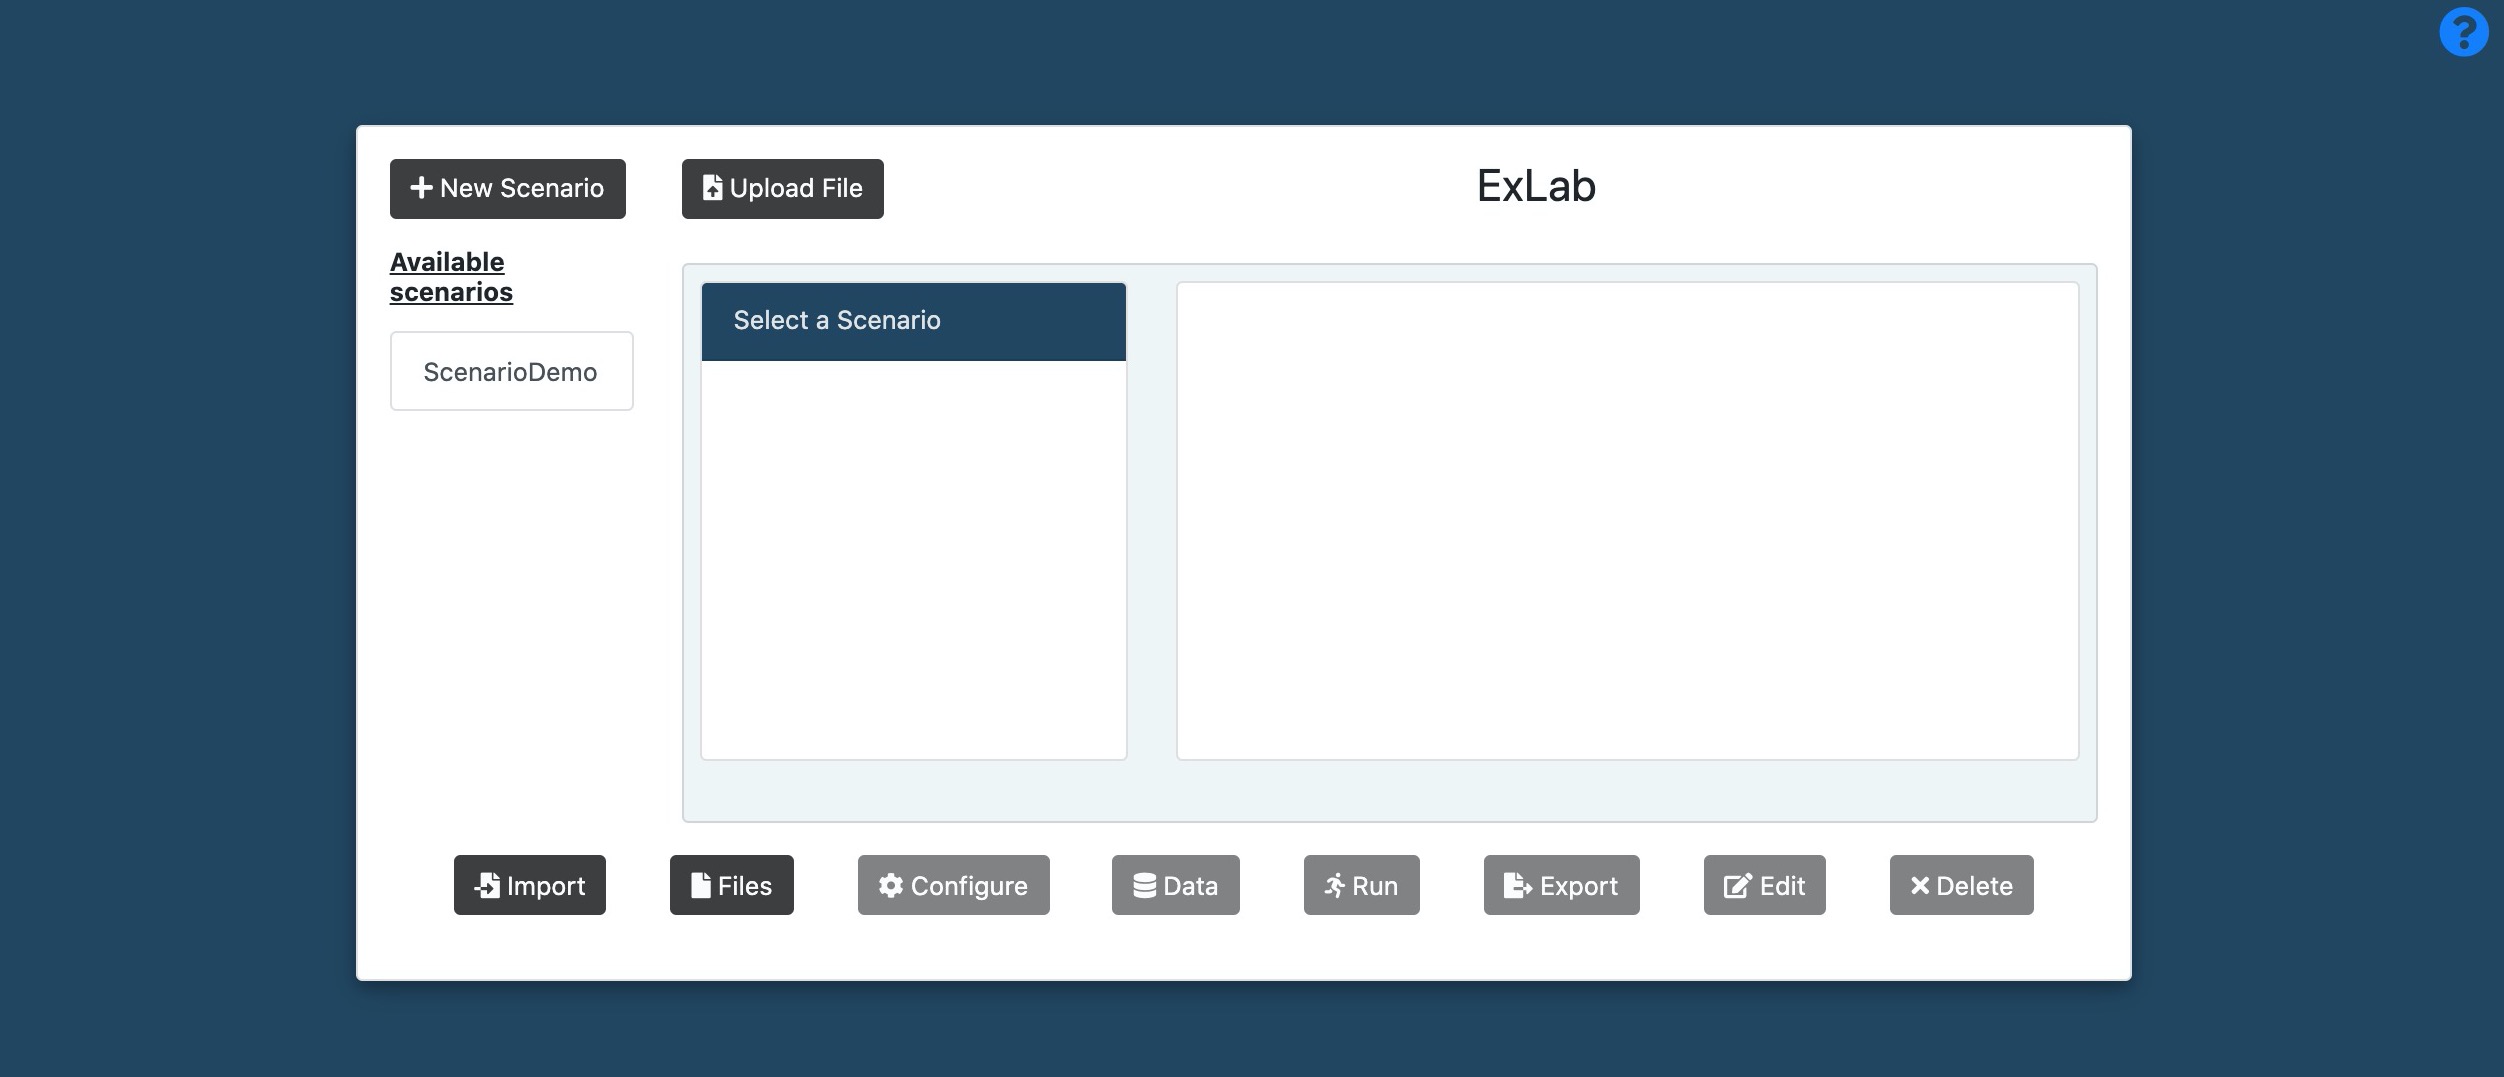 New Scenario
Upload File
ExLab
Available
scenarios
ScenarioDemo
Select a Scenario
Import
Files
Configure
Data
Run
Export
Edit
Delete